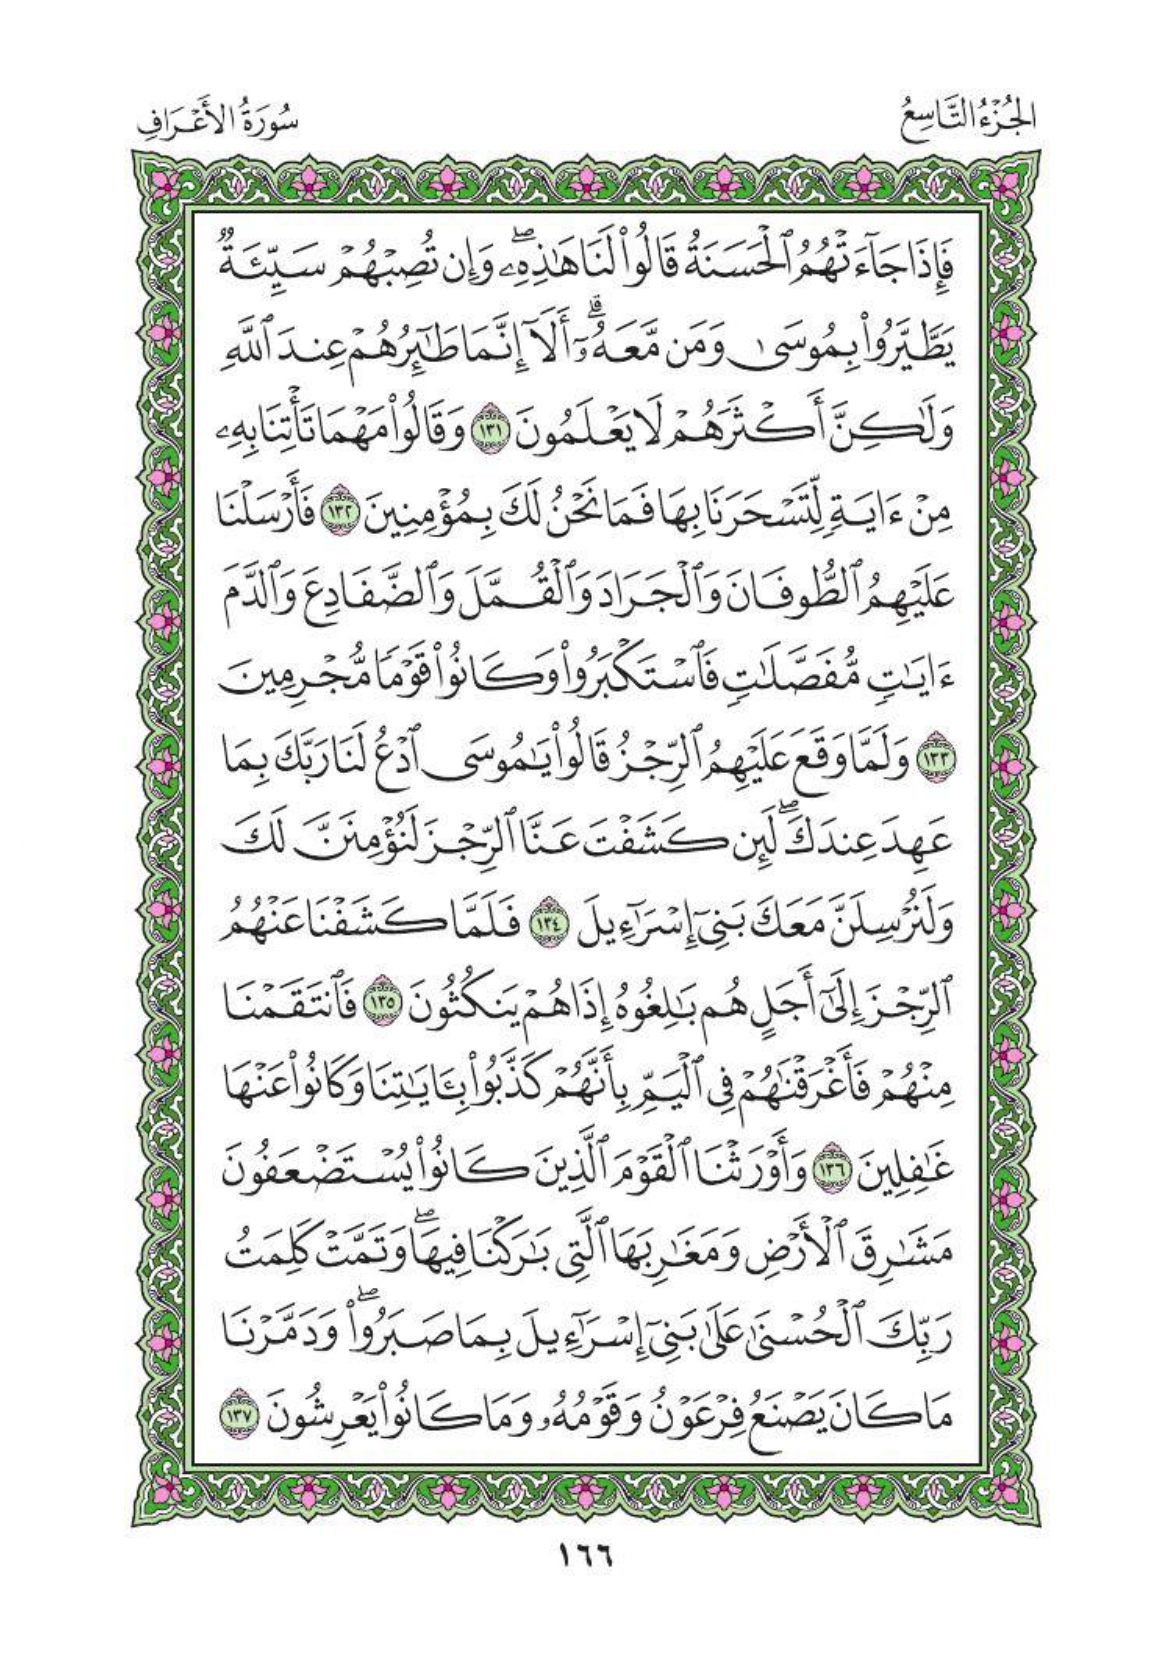 الجُزْءُ التَّاسِعُ
سُورَةُ الأَعْرَافِ
فَإِذَا جَآءَتْهُمُ ٱلْحَسَنَةُ قَالُوا۟ لَنَا هَـٰذِهِۦۖ وَإِن تُصِبْهُمْ سَيِّئَةٌۭ
يَطَّيَّرُوا۟ بِمُوسَىٰ وَمَن مَّعَهُۥٓۗ أَلَآ إِنَّمَا طَـٰٓئِرُهُمْ عِندَ ٱللَّهِ
وَلَـٰكِنَّ أَكْثَرَهُمْ لَا يَعْلَمُونَ ١٣١ وَقَالُوا۟ مَهْمَا تَأْتِنَا بِهِۦ
مِنْ ءَايَةٍۢ لِّتَسْحَرَنَا بِهَا فَمَا نَحْنُ لَكَ بِمُؤْمِنِينَ ١٣٢ فَأَرْسَلْنَا
عَلَيْهِمُ ٱلطُّوفَانَ وَٱلْجَرَادَ وَٱلْقُمَّلَ وَٱلضَّفَادِعَ وَٱلدَّمَ
ءَايَـٰتٍۢ مُّفَصَّلَـٰتٍۢ فَٱسْتَكْبَرُوا۟ وَكَانُوا۟ قَوْمًۭا مُّجْرِمِينَ
١٣٣ وَلَمَّا وَقَعَ عَلَيْهِمُ ٱلرِّجْزُ قَالُوا۟ يَـٰمُوسَى ٱدْعُ لَنَا رَبَّكَ بِمَا
عَهِدَ عِندَكَۖ لَئِن كَشَفْتَ عَنَّا ٱلرِّجْزَ لَنُؤْمِنَنَّ لَكَ
وَلَنُرْسِلَنَّ مَعَكَ بَنِىٓ إِسْرَٰٓءِيلَ ١٣٤ فَلَمَّا كَشَفْنَا عَنْهُمُ
ٱلرِّجْزَ إِلَىٰٓ أَجَلٍ هُم بَـٰلِغُوهُ إِذَا هُمْ يَنكُثُونَ ١٣٥ فَٱنتَقَمْنَا
مِنْهُمْ فَأَغْرَقْنَـٰهُمْ فِى ٱلْيَمِّ بِأَنَّهُمْ كَذَّبُوا۟ بِـَٔايَـٰتِنَا وَكَانُوا۟ عَنْهَا
غَـٰفِلِينَ ١٣٦ وَأَوْرَثْنَا ٱلْقَوْمَ ٱلَّذِينَ كَانُوا۟ يُسْتَضْعَفُونَ
مَشَـٰرِقَ ٱلْأَرْضِ وَمَغَـٰرِبَهَا ٱلَّتِى بَـٰرَكْنَا فِيهَاۖ وَتَمَّتْ كَلِمَتُ
رَبِّكَ ٱلْحُسْنَىٰ عَلَىٰ بَنِىٓ إِسْرَٰٓءِيلَ بِمَا صَبَرُوا۟ۖ وَدَمَّرْنَا
مَا كَانَ يَصْنَعُ فِرْعَوْنُ وَقَوْمُهُۥ وَمَا كَانُوا۟ يَعْرِشُونَ ١٣٧
١٦٦